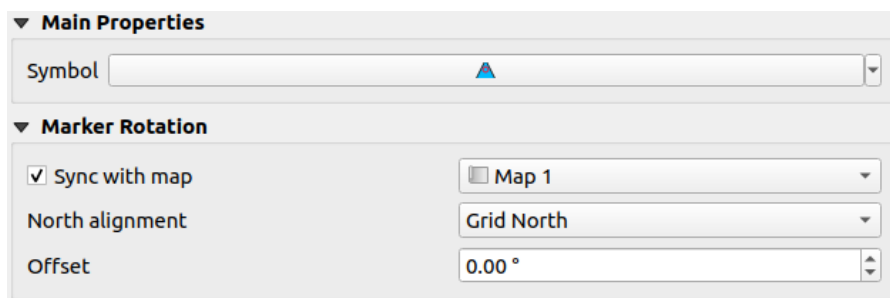 Main Properties
Symbol
Marker Rotation
Sync with map Map 1
North alignment Grid North
Offset 0.00 °